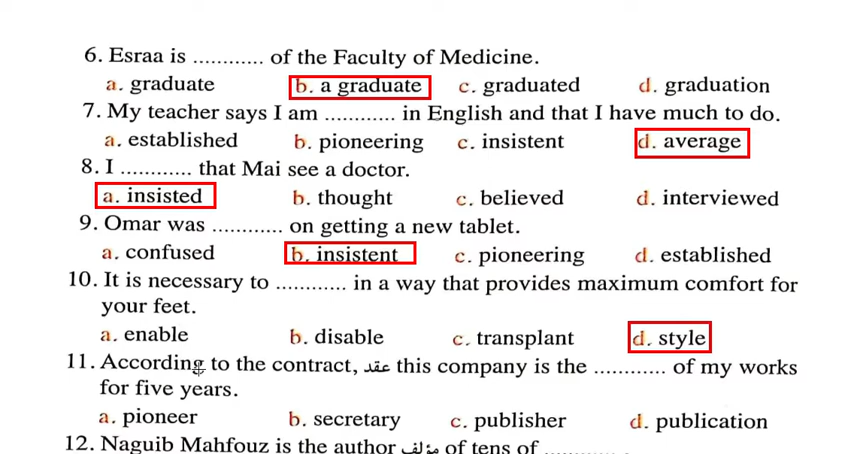 6. Esraa is ............ of the Faculty of Medicine.
a. graduate b. a graduate c. graduated d. graduation
7. My teacher says I am ............ in English and that I have much to do.
a. established b. pioneering c. insistent d. average
8. I ............ that Mai see a doctor.
a. insisted b. thought c. believed d. interviewed
9. Omar was ............ on getting a new tablet.
a. confused b. insistent c. pioneering d. established
10. It is necessary to ............ in a way that provides maximum comfort for
your feet.
a. enable b. disable c. transplant d. style
11. According to the contract, عقد this company is the ............ of my works
for five years.
a. pioneer b. secretary c. publisher d. publication
12. Naguib Mahfouz is the author مؤلف of tens of ............ .